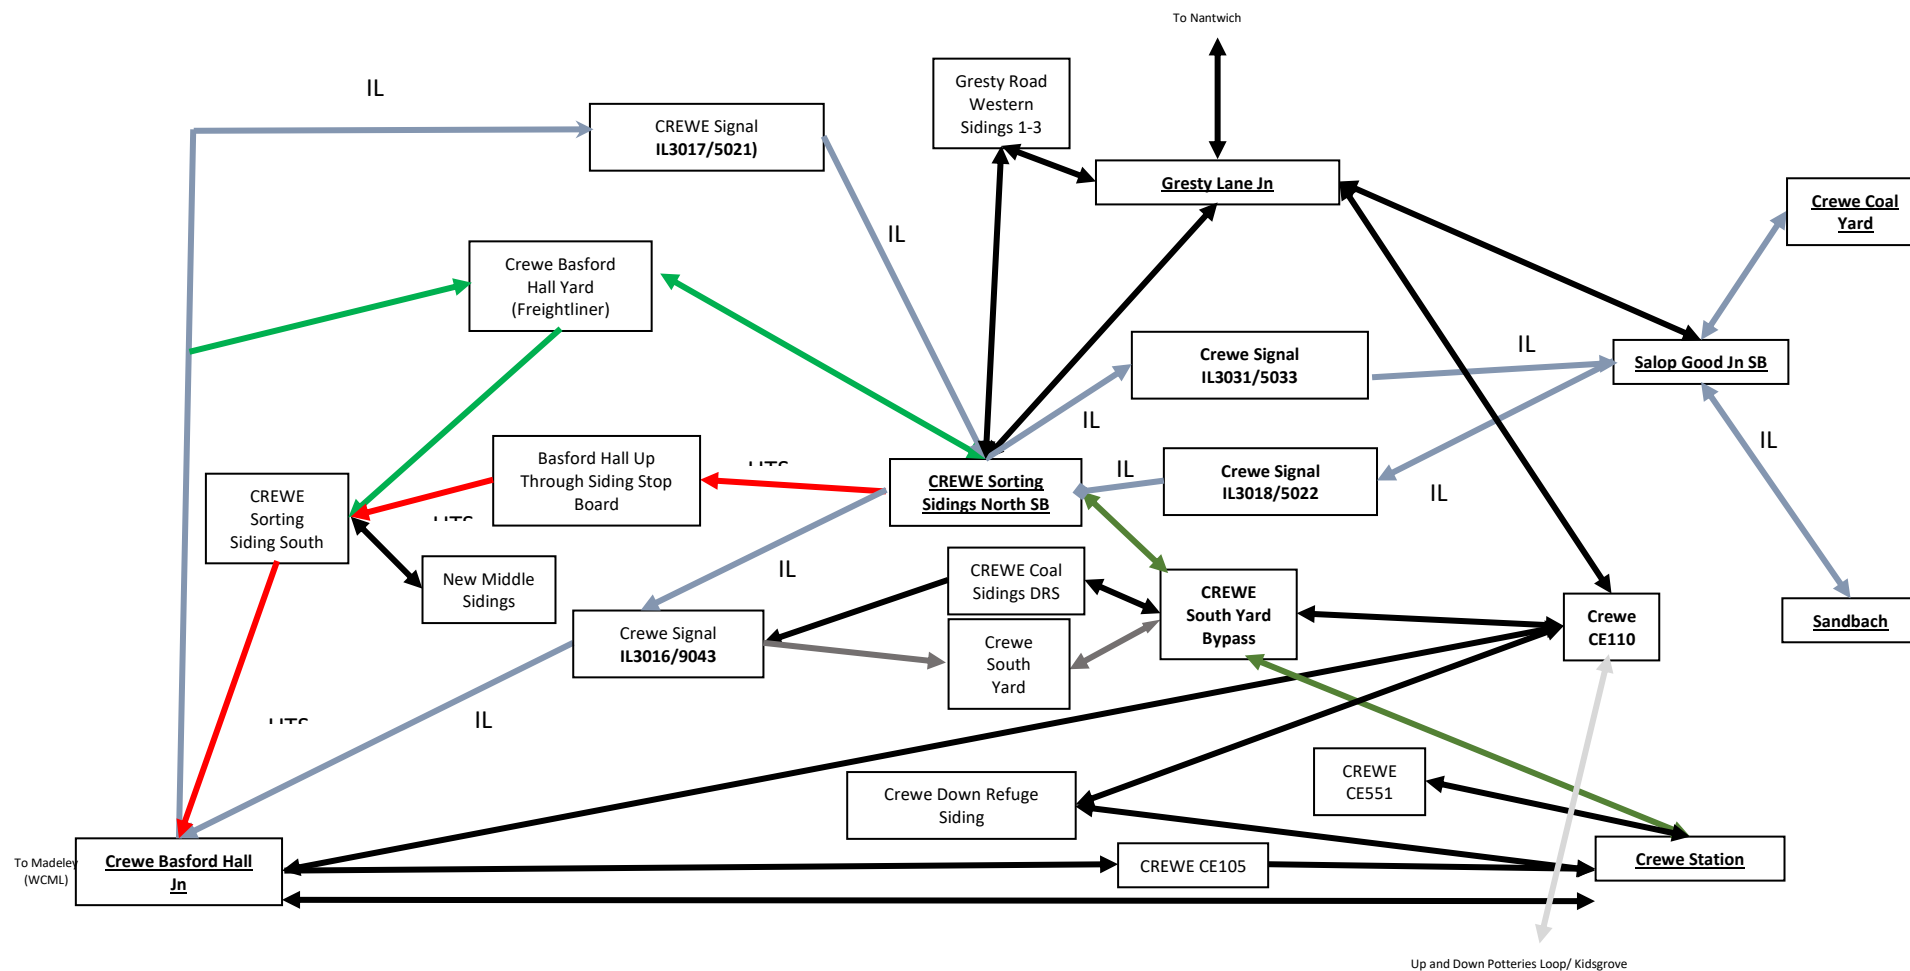 To Nantwich
IL
CREWE Signal
IL3017/5021)
Gresty Road
Western
Sidings 1-3
Gresty Lane Jn
Crewe Coal
Yard
IL
Crewe Basford
Hall Yard
(Freightliner)
Crewe Signal
IL3031/5033
IL
Salop Good Jn SB
IL
CREWE
Sorting
Siding South
Basford Hall Up
Through Siding Stop
Board
CREWE Sorting
Sidings North SB
IL
Crewe Signal
IL3018/5022
IL
IL
New Middle
Sidings
IL
CREWE Coal
Sidings DRS
CREWE
South Yard
Bypass
Crewe
CE110
Sandbach
Crewe Signal
IL3016/9043
Crewe
South
Yard
IL
Crewe Down Refuge
Siding
CREWE
CE551
To Madeley
(WCML)
Crewe Basford Hall
Jn
CREWE CE105
Crewe Station
Up and Down Potteries Loop/ Kidsgrove